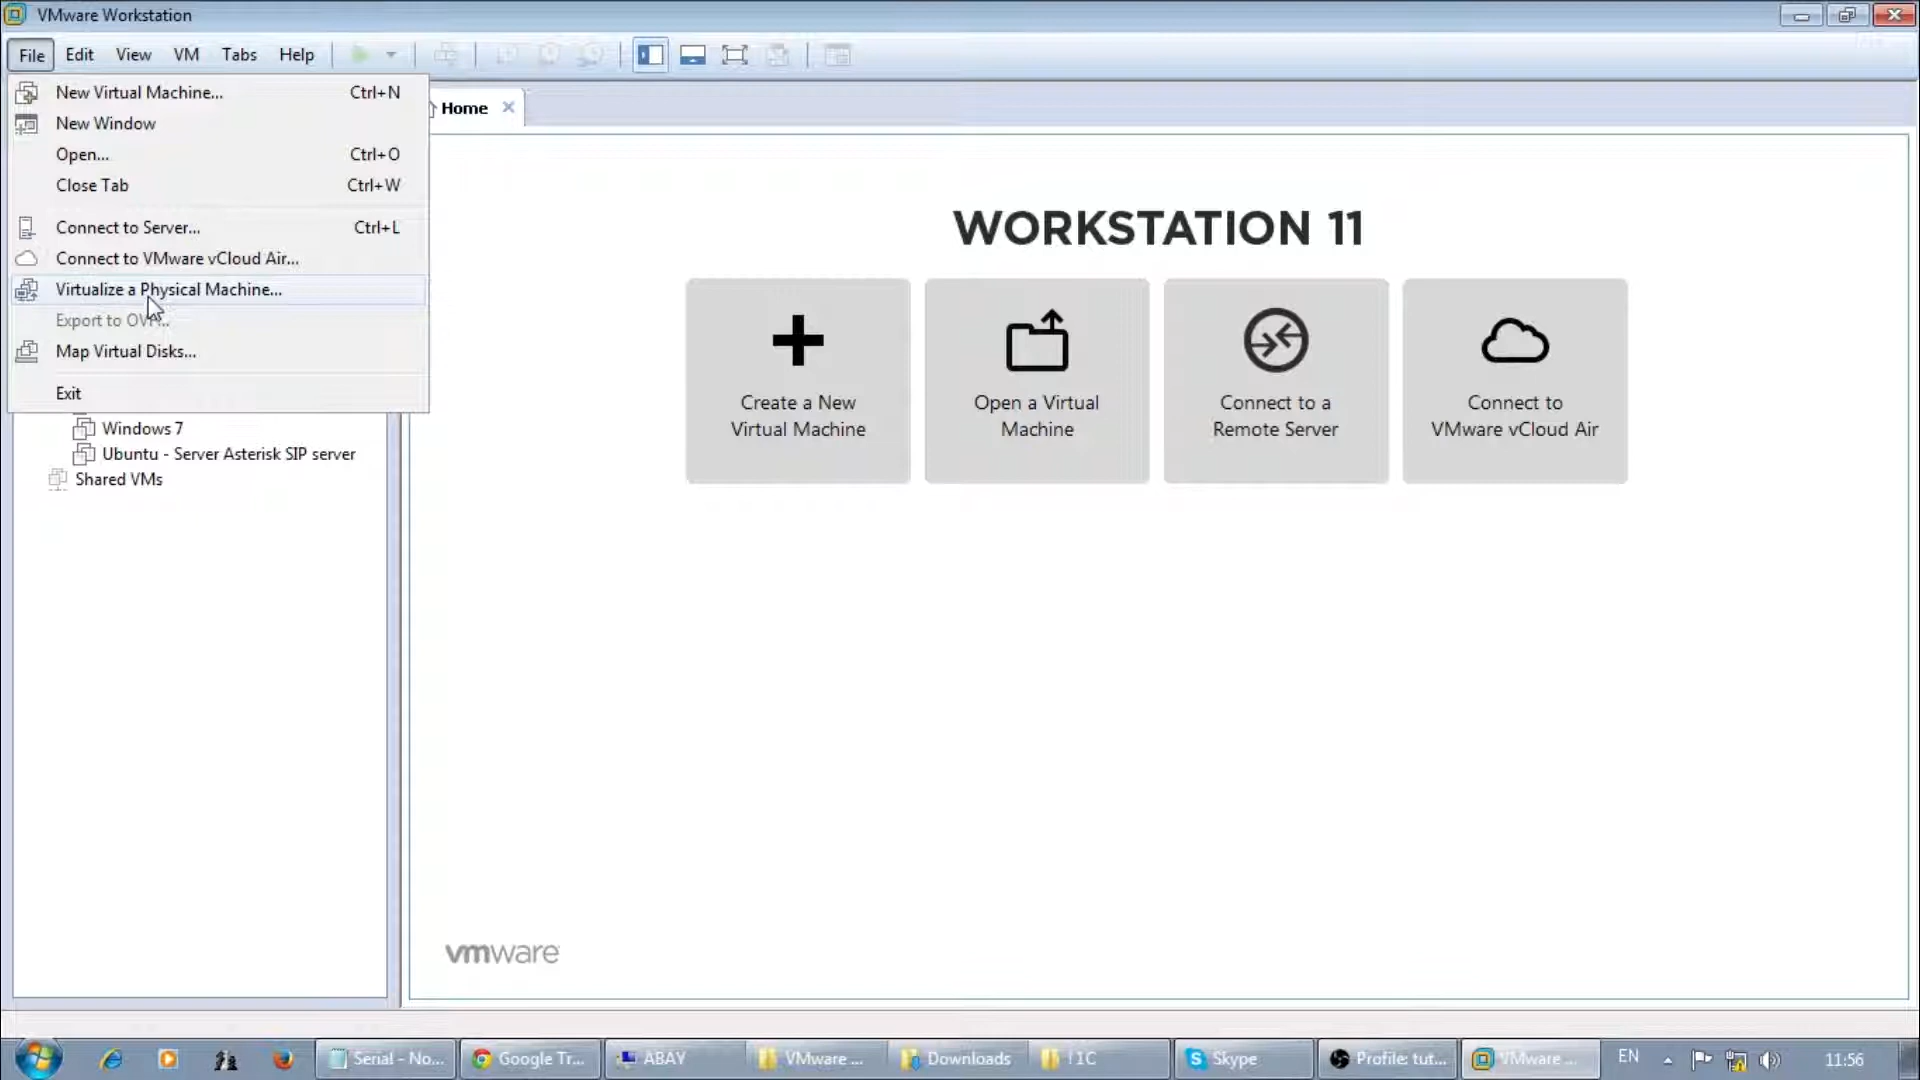 VMware Workstation
File Edit View VM Tabs Help
New Virtual Machine... Ctrl+N
New Window
Open... Ctrl+O
Close Tab Ctrl+W
Connect to Server... Ctrl+L
Connect to VMware vCloud Air...
Virtualize a Physical Machine...
Export to
Map Virtual Disks...
Exit
Windows 7
Ubuntu - Server Asterisk SIP server
Shared VMs
Home
WORKSTATION 11
Create a New
Virtual Machine
Open a Virtual
Machine
Connect to a
Remote Server
Connect to
VMware vCloud Air
vmware
Serial - No... Google Tr... ABAY VMware ... Downloads !1C Skype Profile: tut... VMware ... EN 11:56